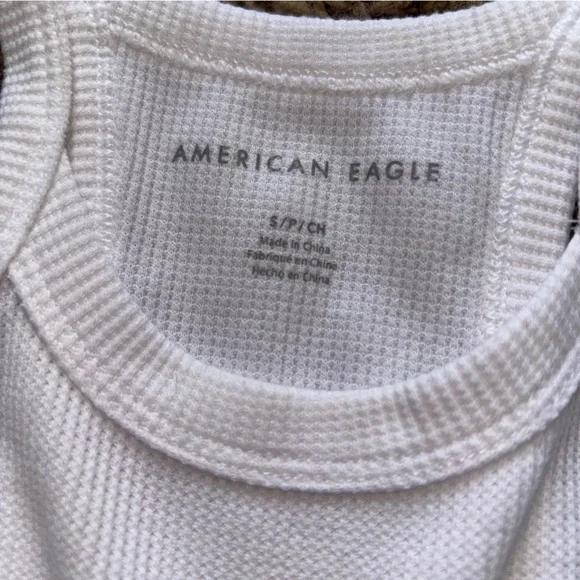 AMERICAN EAGLE
S/P/CH
Made in China
Fabriqué en Chine
Hecho en China